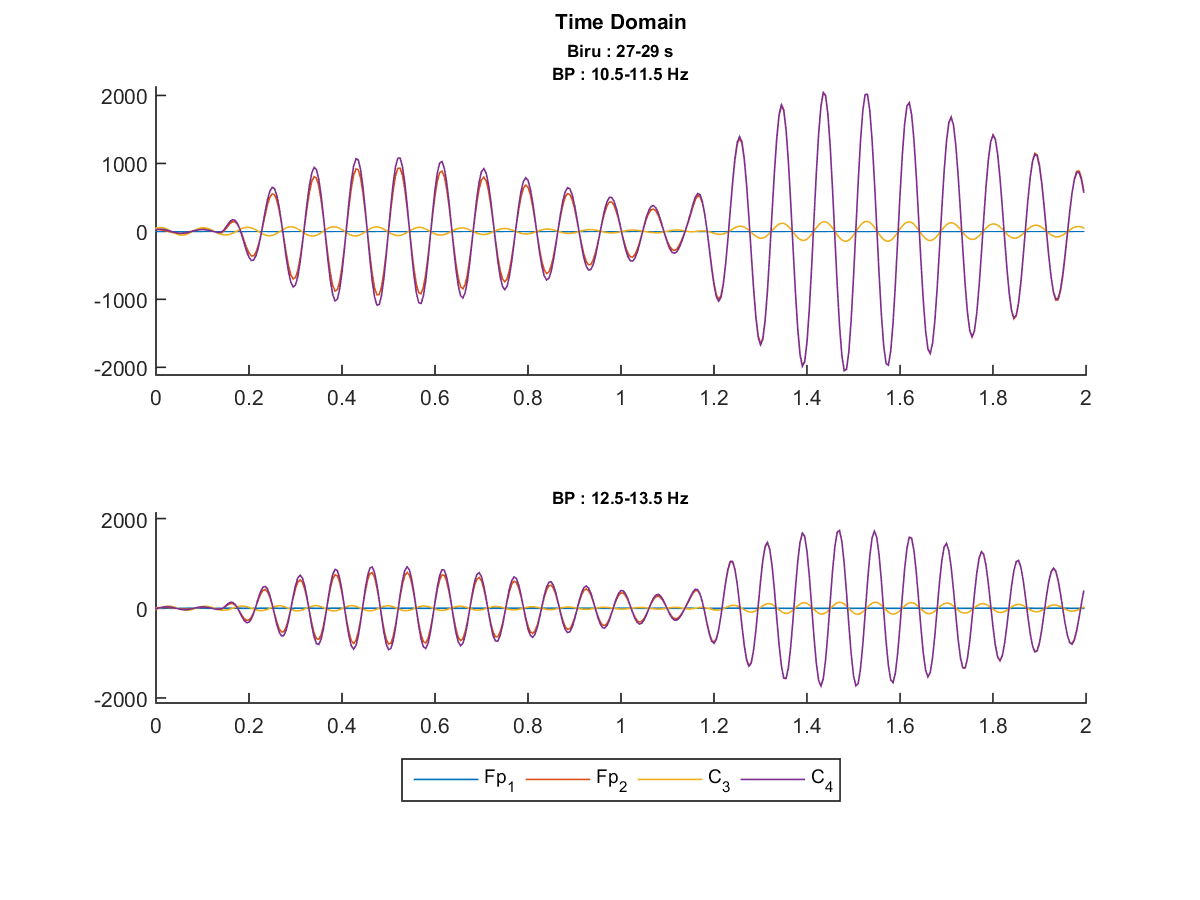 Time Domain
Biru : 27-29 s
BP : 10.5-11.5 Hz
2000
1000
0
-1000
-2000
0 0.2 0.4 0.6 0.8 1 1.2 1.4 1.6 1.8 2
BP : 12.5-13.5 Hz
2000
0
-2000
0 0.2 0.4 0.6 0.8 1 1.2 1.4 1.6 1.8 2
Fp1 Fp2 C3 C4